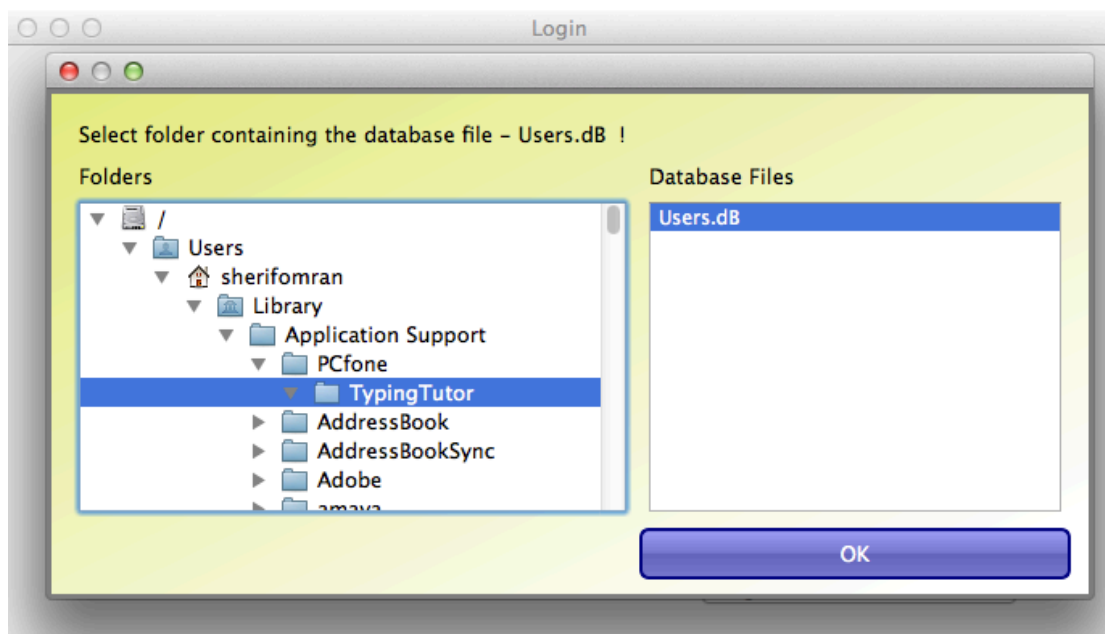 Login
Select folder containing the database file – Users.dB !
Folders
Database Files
/
Users
sherifomran
Library
Application Support
PCfone
TypingTutor
AddressBook
AddressBookSync
Adobe
amaya
Users.dB
OK